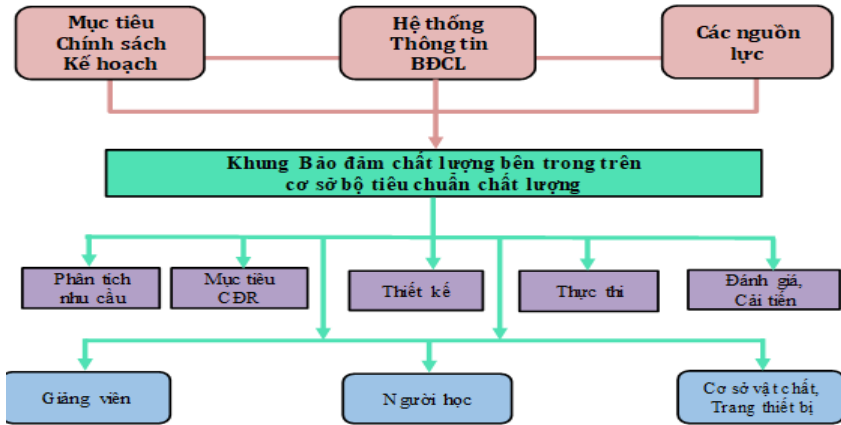 Mục tiêu
Chính sách
Kế hoạch
Hệ thống
Thông tin
BĐCL
Các nguồn
lực
Khung Bảo đảm chất lượng bên trong trên
cơ sở bộ tiêu chuẩn chất lượng
Phân tích
nhu cầu
Mục tiêu
CĐR
Thiết kế
Thực thi
Đánh giá,
Cải tiến
Giảng viên
Người học
Cơ sở vật chất,
Trang thiết bị